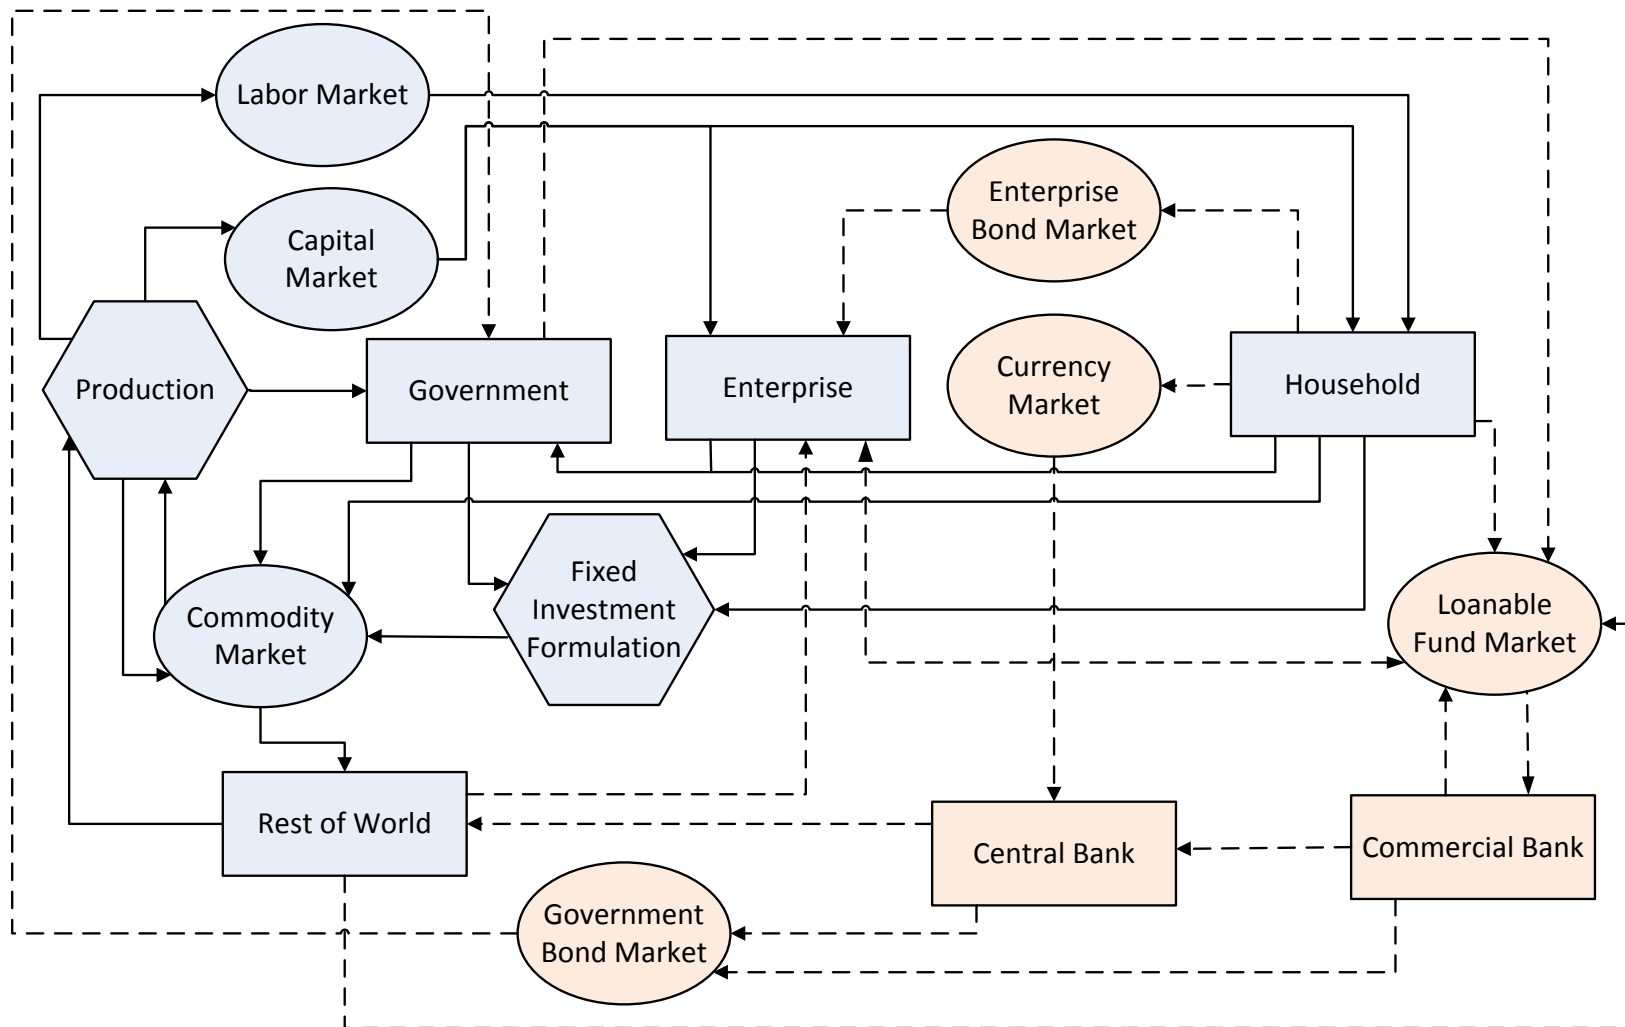 Labor Market
Capital
Market
Enterprise
Bond Market
Production
Government
Enterprise
Currency
Market
Household
Commodity
Market
Fixed
Investment
Formulation
Loanable
Fund Market
Rest of World
Central Bank
Commercial Bank
Government
Bond Market